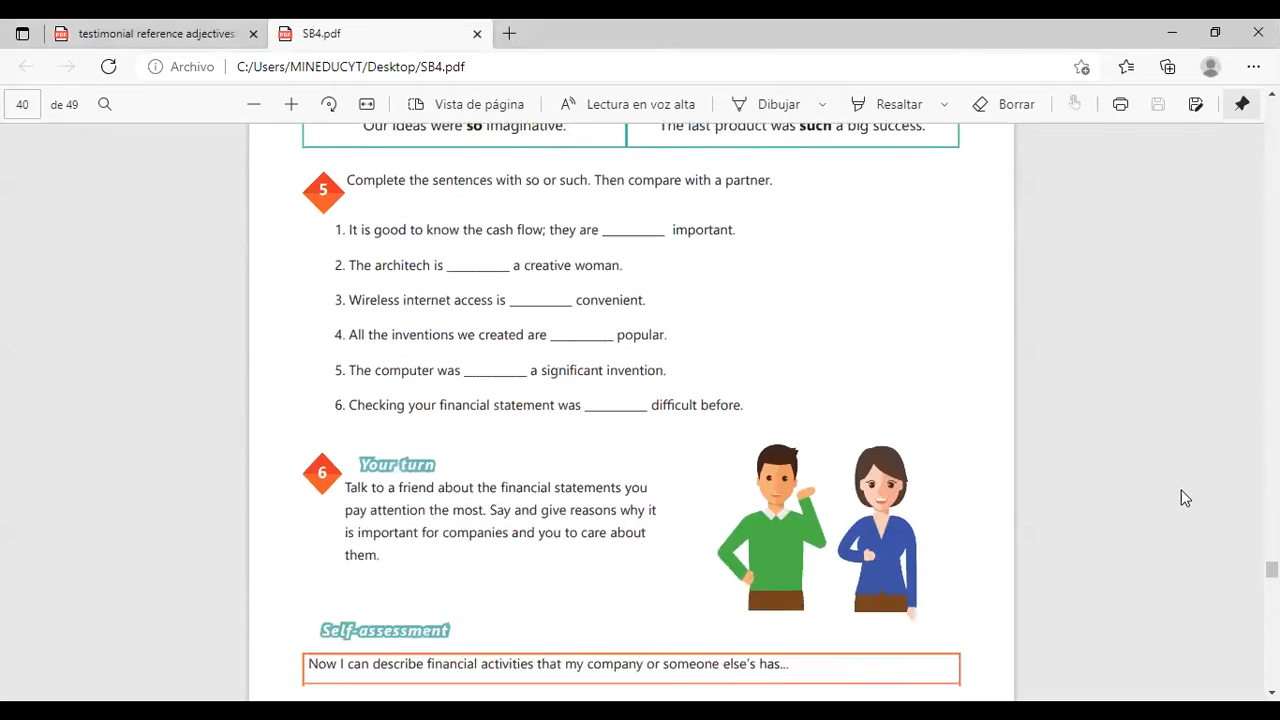 testimonial reference adjectives
SB4.pdf
Archivo C:/Users/MINEDUCYT/Desktop/SB4.pdf
40 de 49 Vista de página Lectura en voz alta Dibujar Resaltar Borrar
Our ideas were so imaginative. The last product was such a big success.
5 Complete the sentences with so or such. Then compare with a partner.
1. It is good to know the cash flow; they are _________ important.
2. The architech is _________ a creative woman.
3. Wireless internet access is _________ convenient.
4. All the inventions we created are _________ popular.
5. The computer was _________ a significant invention.
6. Checking your financial statement was _________ difficult before.
6 Your turn
Talk to a friend about the financial statements you
pay attention the most. Say and give reasons why it
is important for companies and you to care about
them.
Self-assessment
Now I can describe financial activities that my company or someone else's has...